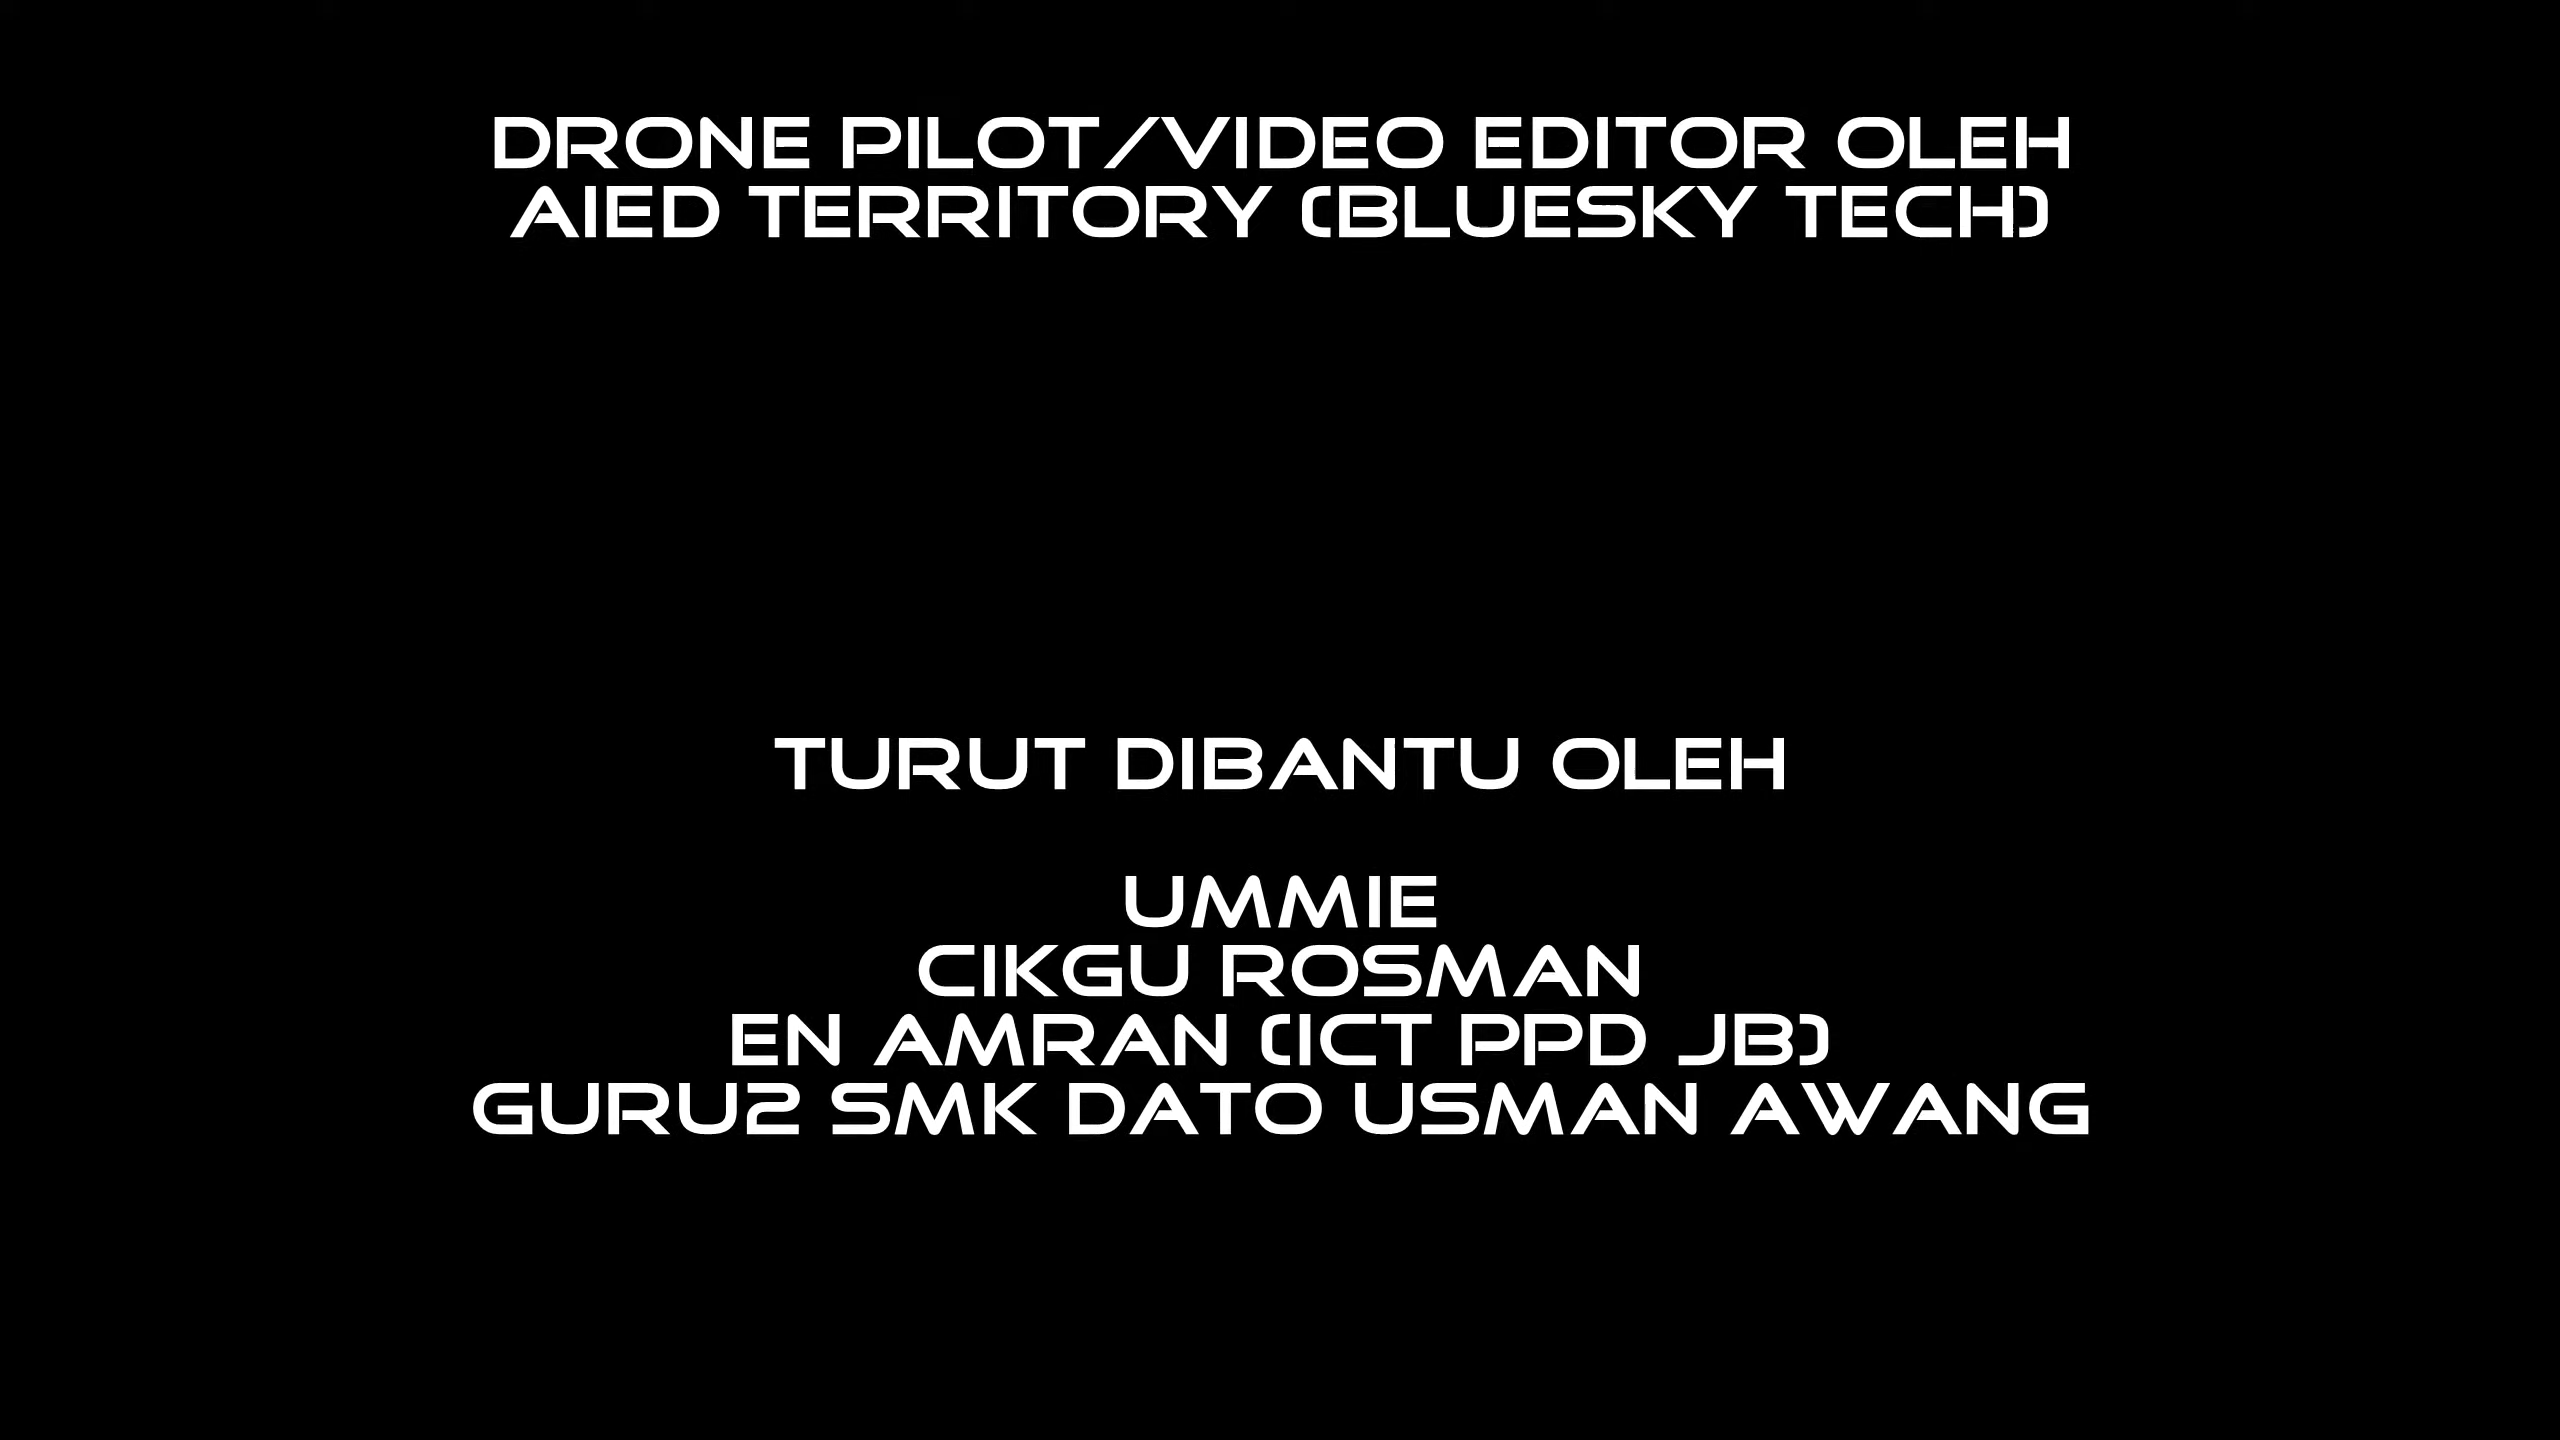 DRONE PILOT/VIDEO EDITOR OLEH
AIED TERRITORY (BLUESKY TECH)
TURUT DIBANTU OLEH
UMMIE
CIKGU ROSMAN
EN AMRAN (ICT PPD JB)
GURU2 SMK DATO USMAN AWANG